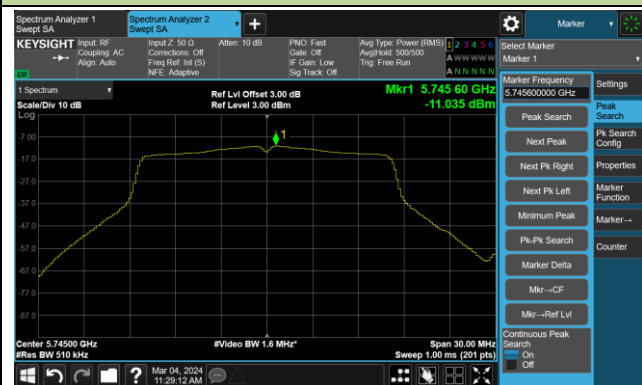 Spectrum Analyzer 1
Swept SA
Spectrum Analyzer 2
Swept SA
+
Marker
KEYSIGHT
Input: RF
Coupling: AC
Align: Auto
Input Z: 50 Ω
Corrections: Off
Freq Ref: Int (S)
NFE: Adaptive
Atten: 10 dB
PNO: Fast
Gate: Off
IF Gain: Low
Sig Track: Off
Avg Type: Power (RMS)
Avg|Hold: 500/500
Trig: Free Run
1 2 3 4 5 6
A W W W W W
A N N N N N
LXI
Select Marker
Marker 1
1 Spectrum
Scale/Div 10 dB
Log
Ref Lvl Offset 3.00 dB
Ref Level 3.00 dBm
Mkr1 5.745 60 GHz
-11.035 dBm
1
-7.00
-17.0
-27.0
-37.0
-47.0
-57.0
-67.0
-77.0
-87.0
Center 5.74500 GHz
#Res BW 510 kHz
#Video BW 1.6 MHz*
Span 30.00 MHz
Sweep 1.00 ms (201 pts)
Marker Frequency
5.745600000 GHz
Peak Search
Next Peak
Next Pk Right
Next Pk Left
Minimum Peak
Pk-Pk Search
Marker Delta
Mkr→CF
Mkr→Ref Lvl
Continuous Peak
Search
On
Off
Settings
Peak
Search
Pk Search
Config
Properties
Marker
Function
Marker→
Counter
?
Mar 04, 2024
11:29:12 AM